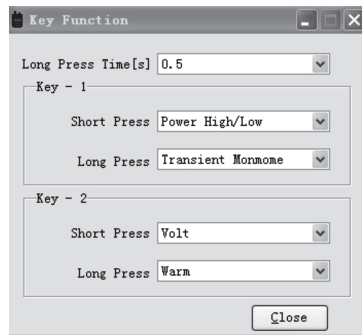 Key Function
Long Press Time[s] 0.5
Key - 1
Short Press Power High/Low
Long Press Transient Monmome
Key - 2
Short Press Volt
Long Press Warm
Close